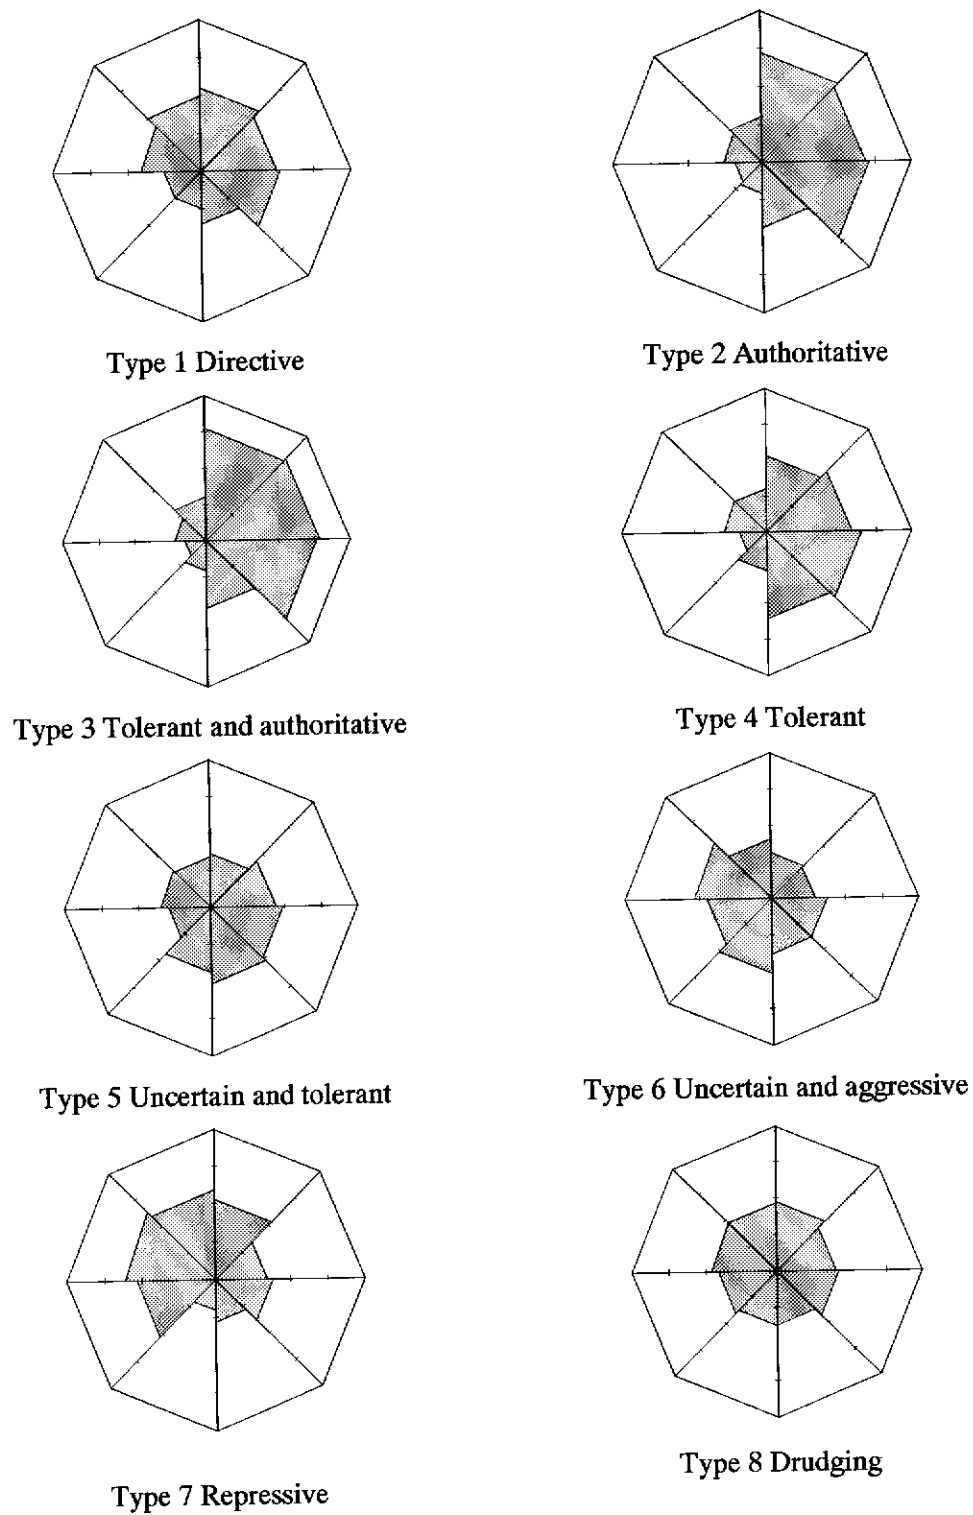 Type 1 Directive
Type 2 Authoritative
Type 3 Tolerant and authoritative
Type 4 Tolerant
Type 5 Uncertain and tolerant
Type 6 Uncertain and aggressive
Type 7 Repressive
Type 8 Drudging